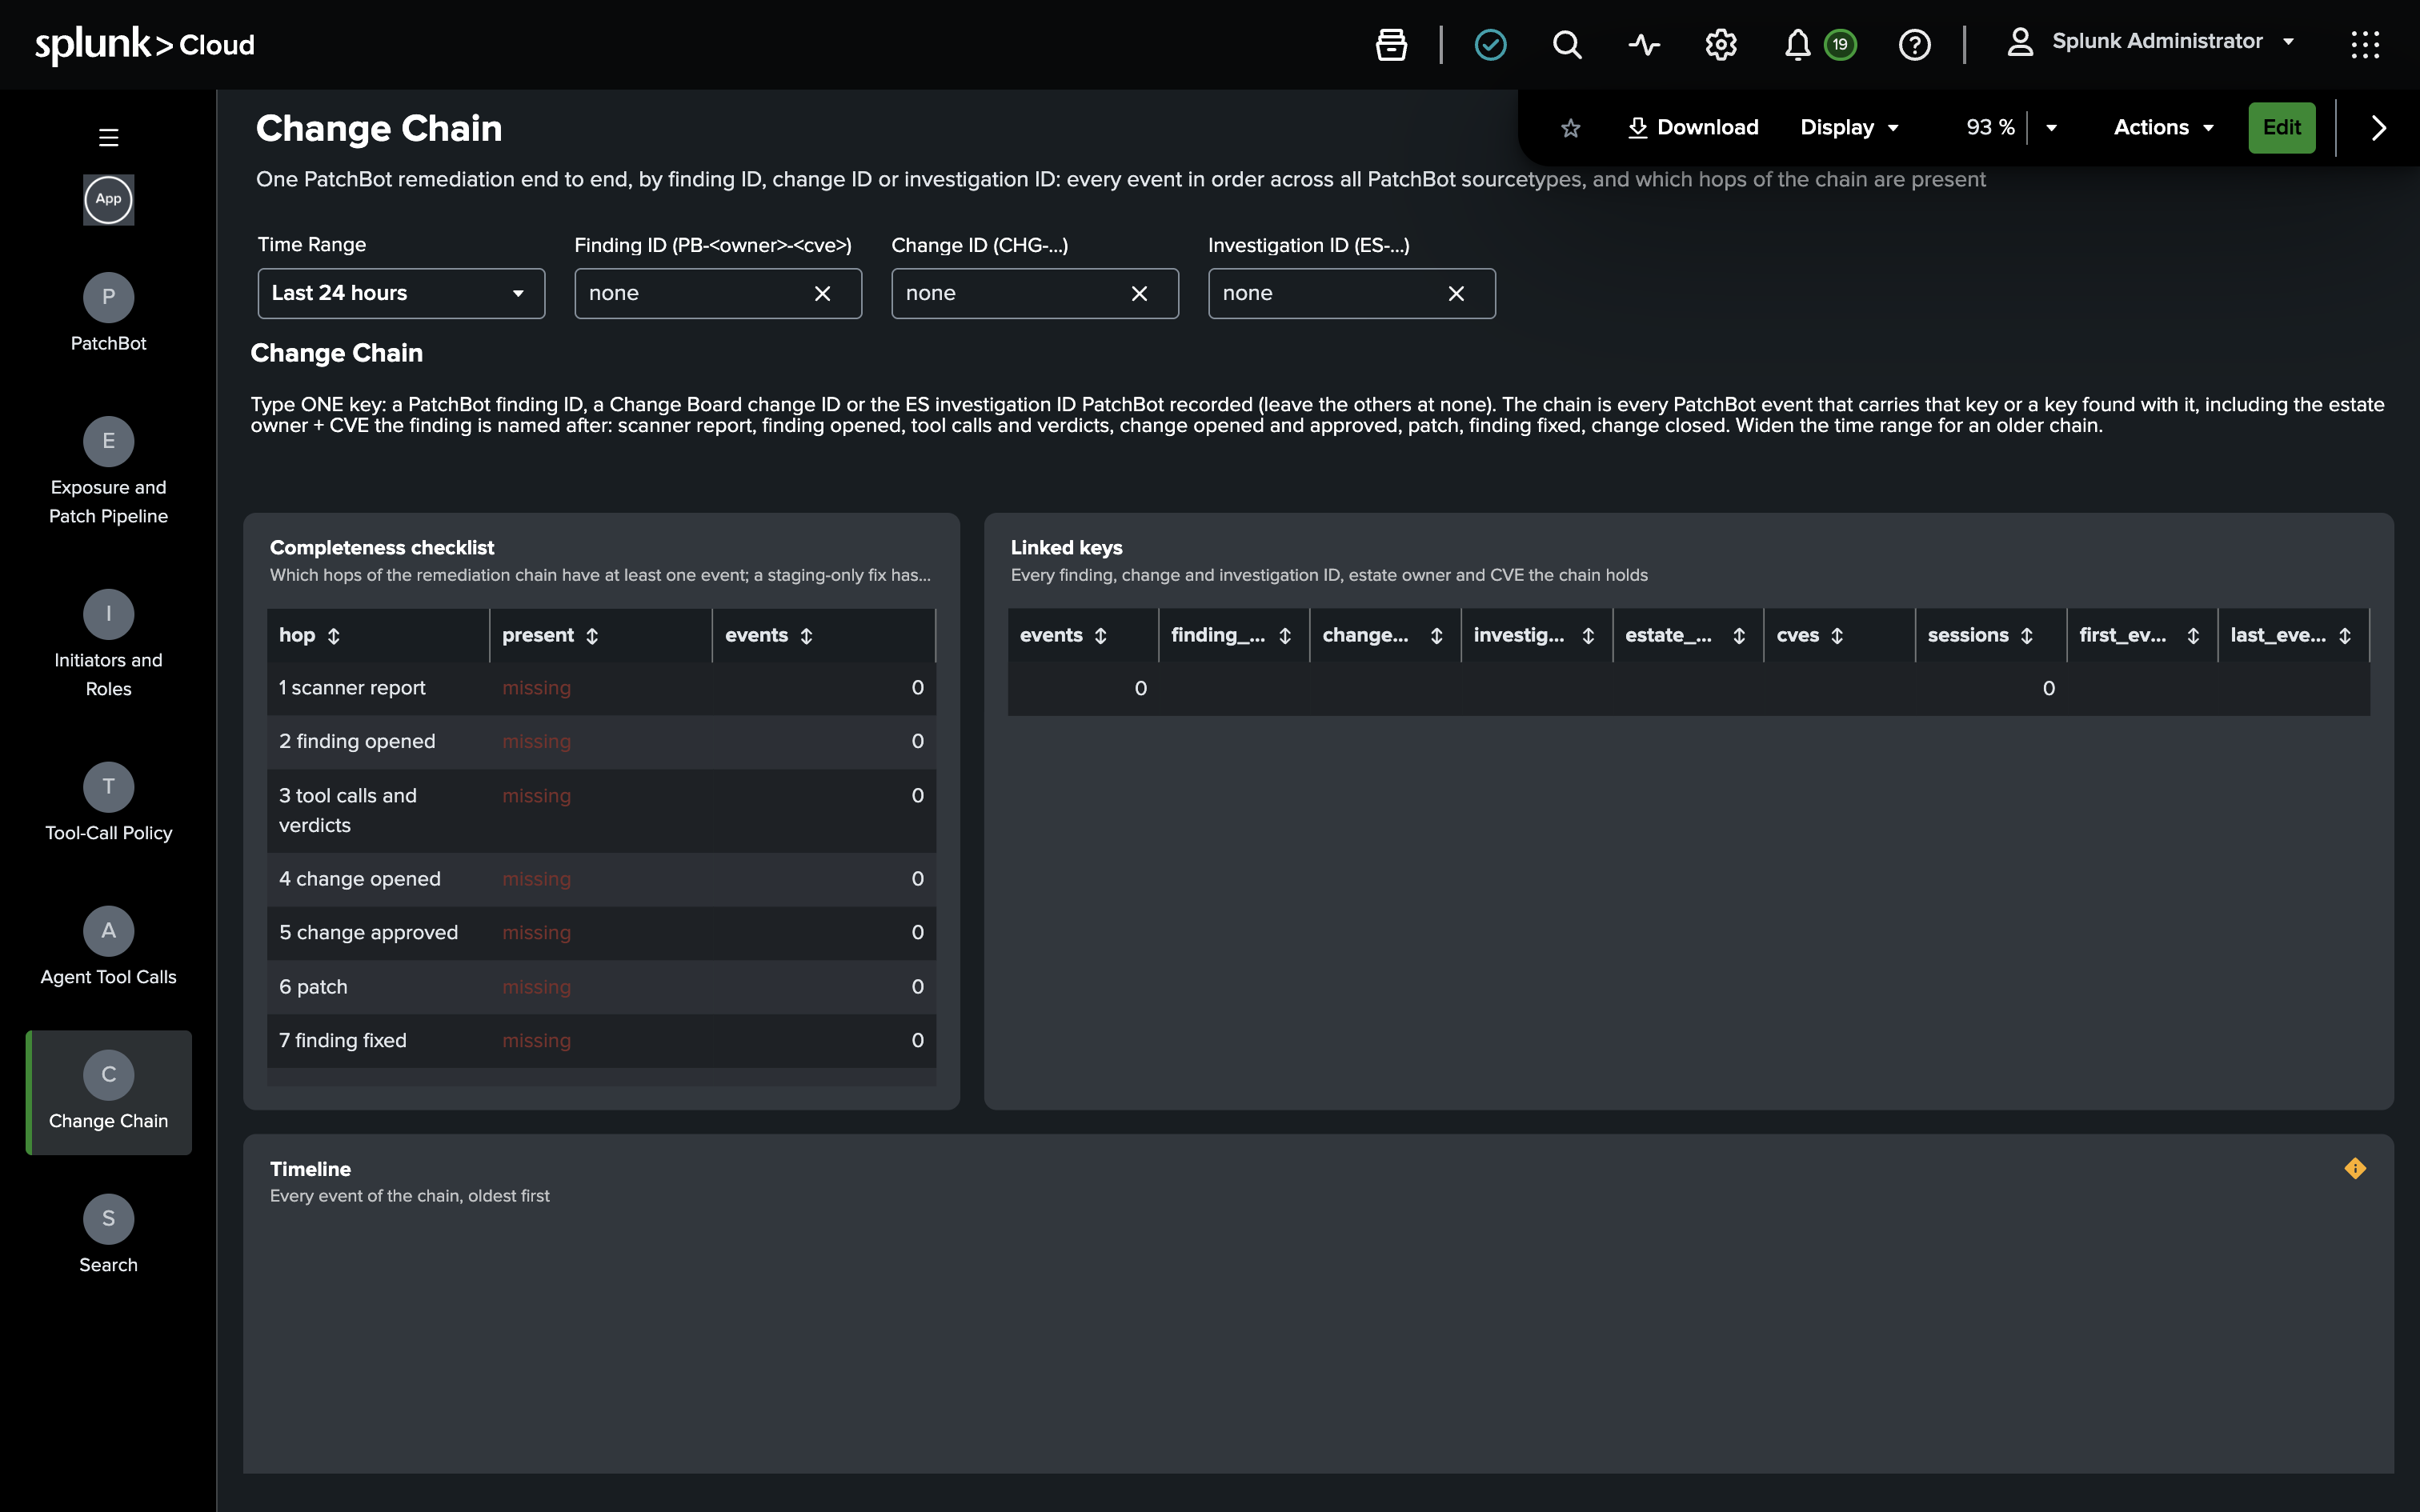 splunk>Cloud
19
Splunk Administrator
Change Chain
Download
Display
93 %
Actions
Edit
One PatchBot remediation end to end, by finding ID, change ID or investigation ID: every event in order across all PatchBot sourcetypes, and which hops of the chain are present
App
P
PatchBot
E
Exposure and
Patch Pipeline
I
Initiators and
Roles
T
Tool-Call Policy
A
Agent Tool Calls
C
Change Chain
S
Search
Time Range
Finding ID (PB-<owner>-<cve>)
Change ID (CHG-...)
Investigation ID (ES-...)
Last 24 hours
none
none
none
Change Chain
Type ONE key: a PatchBot finding ID, a Change Board change ID or the ES investigation ID PatchBot recorded (leave the others at none). The chain is every PatchBot event that carries that key or a key found with it, including the estate
owner + CVE the finding is named after: scanner report, finding opened, tool calls and verdicts, change opened and approved, patch, finding fixed, change closed. Widen the time range for an older chain.
Completeness checklist
Which hops of the remediation chain have at least one event; a staging-only fix has...
hop present events
1 scanner report missing 0
2 finding opened missing 0
3 tool calls and
verdicts missing 0
4 change opened missing 0
5 change approved missing 0
6 patch missing 0
7 finding fixed missing 0
Linked keys
Every finding, change and investigation ID, estate owner and CVE the chain holds
events finding_... change... investig... estate_... cves sessions first_ev... last_eve...
0 0
Timeline
Every event of the chain, oldest first